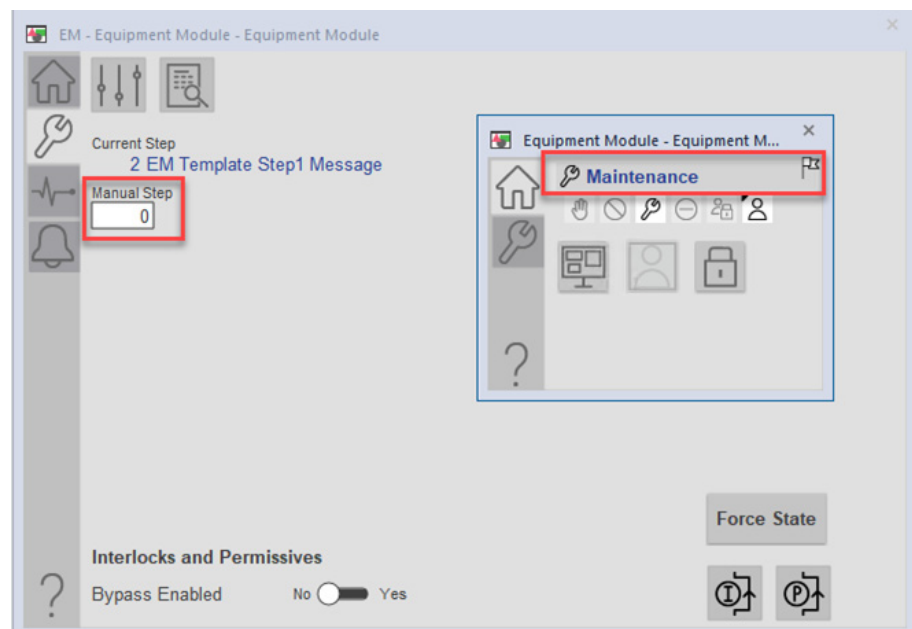 EM - Equipment Module - Equipment Module
Current Step
2 EM Template Step1 Message
Manual Step
0
Equipment Module - Equipment M...
Maintenance
Force State
Interlocks and Permissives
Bypass Enabled No Yes
I P
?
?